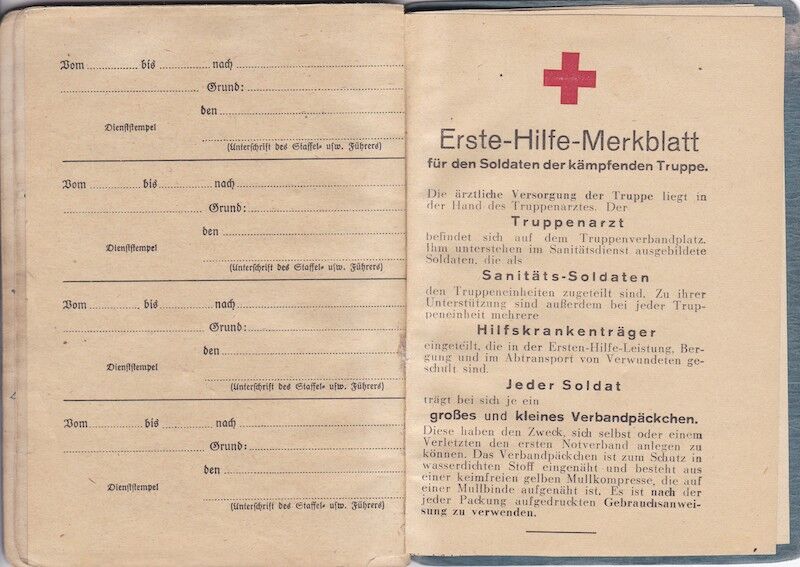 Vom ........ bis ........ nach ........
........ Grund: ........
den ........
Dienststempel
(Unterschrift des Staffel- usw. Führers)
Vom ........ bis ........ nach ........
........ Grund: ........
den ........
Dienststempel
(Unterschrift des Staffel- usw. Führers)
Vom ........ bis ........ nach ........
........ Grund: ........
den ........
Dienststempel
(Unterschrift des Staffel- usw. Führers)
Vom ........ bis ........ nach ........
........ Grund: ........
den ........
Dienststempel
(Unterschrift des Staffel- usw. Führers)
Erste-Hilfe-Merkblatt
für den Soldaten der kämpfenden Truppe.
Die ärztliche Versorgung der Truppe liegt in
der Hand des Truppenarztes. Der
Truppenarzt
befindet sich auf dem Truppenverbandplatz.
Ihm unterstehen im Sanitätsdienst ausgebildete
Soldaten, die als
Sanitäts-Soldaten
den Truppeneinheiten zugeteilt sind. Zu ihrer
Unterstützung sind außerdem bei jeder Trup-
peneinheit mehrere
Hilfskrankenträger
eingeteilt, die in der Ersten-Hilfe-Leistung, Ber-
gung und im Abtransport von Verwundeten ge-
schult sind.
Jeder Soldat
trägt bei sich je ein
großes und kleines Verbandpäckchen.
Diese haben den Zweck, sich selbst oder einem
Verletzten den ersten Notverband anlegen zu
können. Das Verbandpäckchen ist zum Schutz in
wasserdichten Stoff eingenäht und besteht aus
einer keimfreien gelben Mullkompresse, die auf
einer Mullbinde aufgenäht ist. Es ist nach der
jeder Packung aufgedruckten Gebrauchsanwei-
sung zu verwenden.